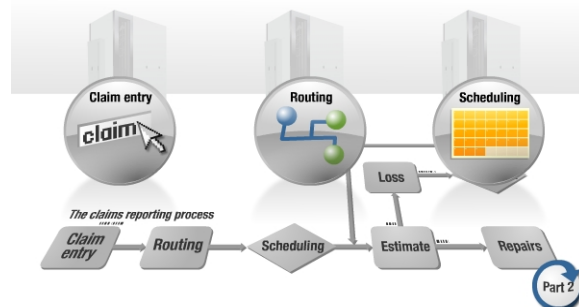 Claim entry
Routing
Scheduling
claim
Loss
The claims reporting process
Claim
entry
Routing
Scheduling
Estimate
Repairs
Part 2